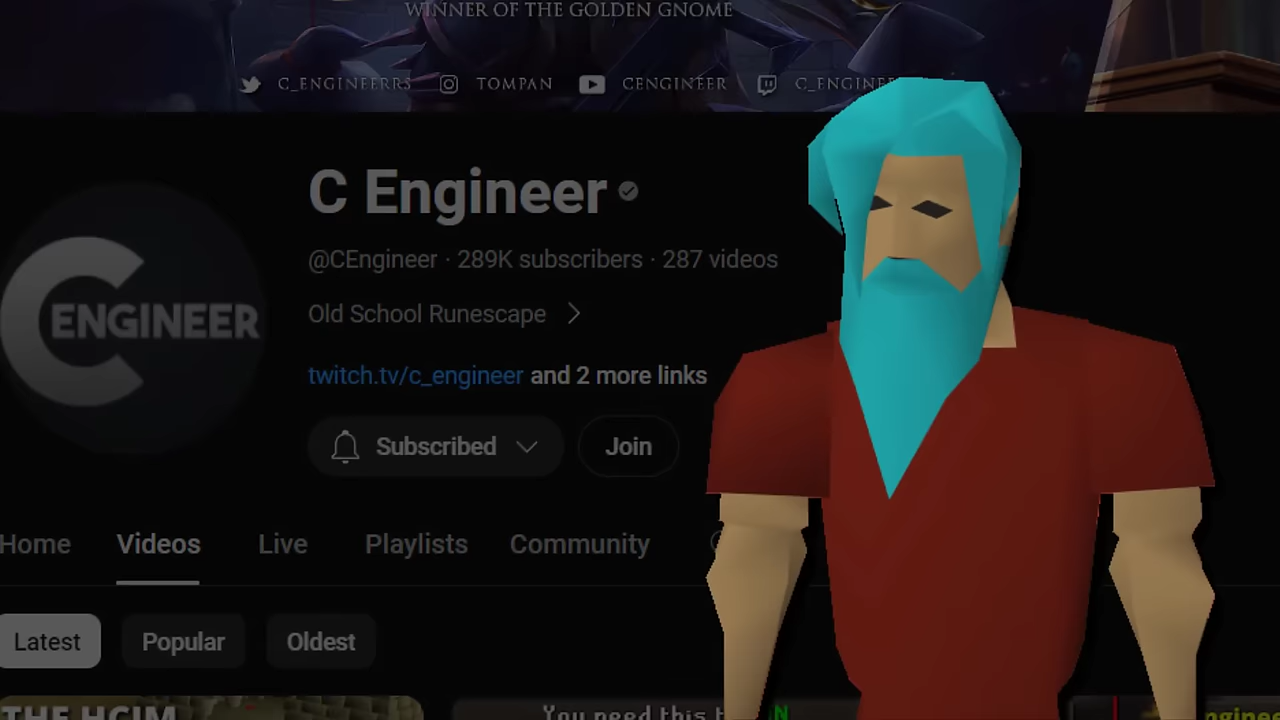 WINNER OF THE GOLDEN GNOME
C_ENGINEERRS TOMPAN CENGINEER C_ENGINE
C Engineer
@CEngineer · 289K subscribers · 287 videos
C ENGINEER
Old School Runescape
twitch.tv/c_engineer and 2 more links
Subscribed Join
Home Videos Live Playlists Community
Latest Popular Oldest
THE HCIM You need this